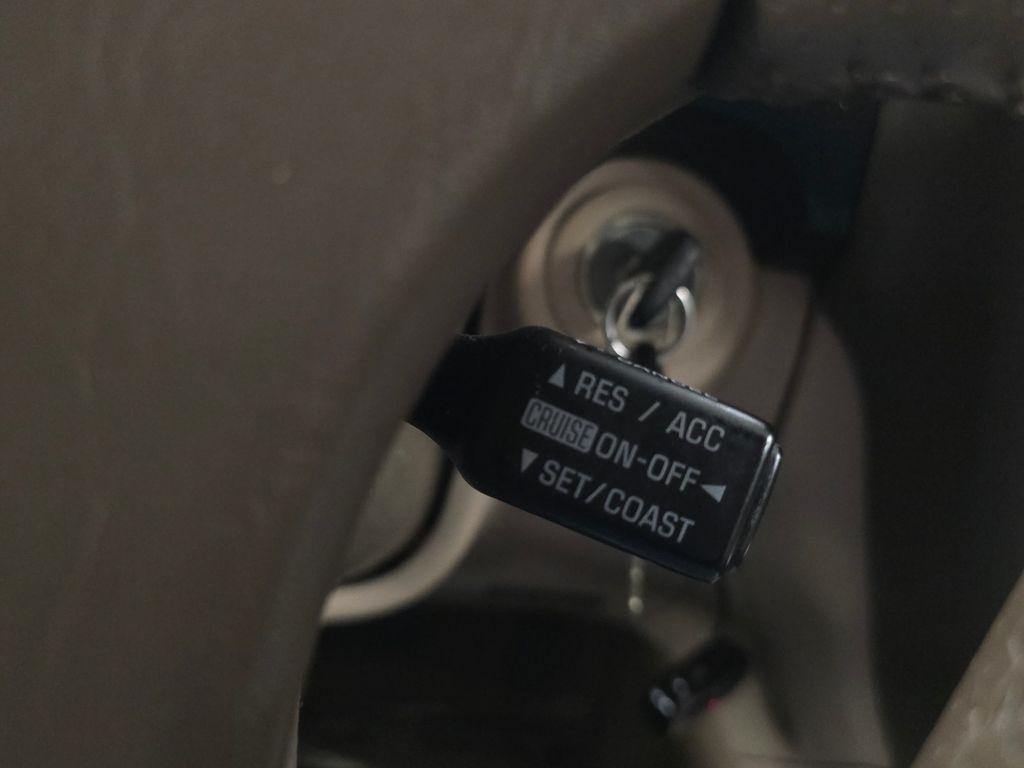 ▲ RES / ACC
CRUISE ON-OFF ◄
▼ SET/COAST